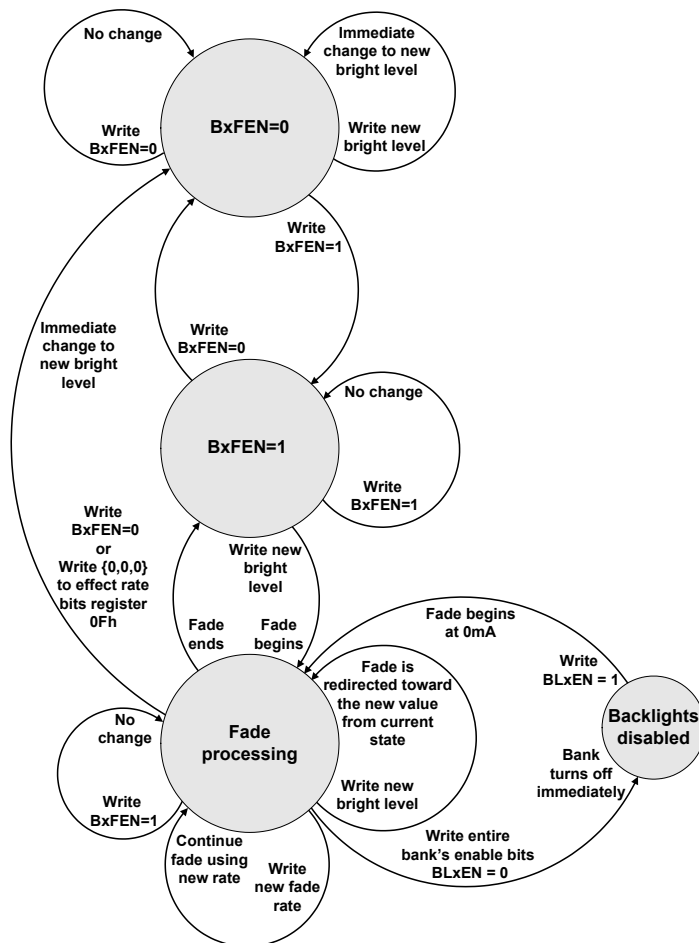 No change
Immediate
change to new
bright level
BxFEN=0
Write
BxFEN=0
Write new
bright level
Write
BxFEN=1
Immediate
change to
new bright
level
Write
BxFEN=0
No change
BxFEN=1
Write
BxFEN=1
Write
BxFEN=0
or
Write {0,0,0}
to effect rate
bits register
0Fh
Write new
bright
level
Fade
ends
Fade
begins
Fade begins
at 0mA
Write
BLxEN = 1
Fade is
redirected toward
the new value
from current
state
Backlights
disabled
No
change
Fade
processing
Bank
turns off
immediately
Write
BxFEN=1
Write new
bright level
Continue
fade using
new rate
Write
new fade
rate
Write entire
bank's enable bits
BLxEN = 0